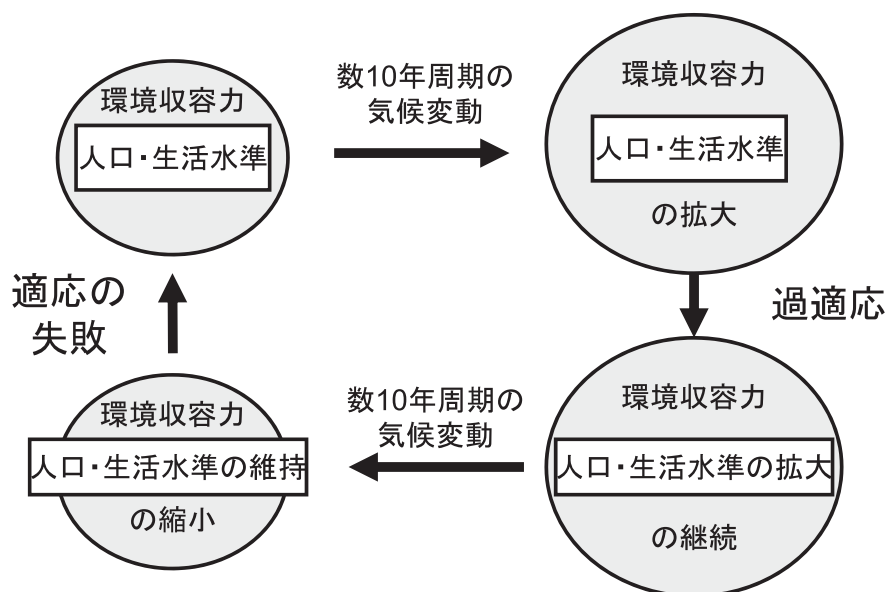 環境収容力
人口・生活水準
数10年周期の
気候変動
環境収容力
人口・生活水準
の拡大
過適応
環境収容力
人口・生活水準の拡大
の継続
数10年周期の
気候変動
環境収容力
人口・生活水準の維持
の縮小
適応の
失敗